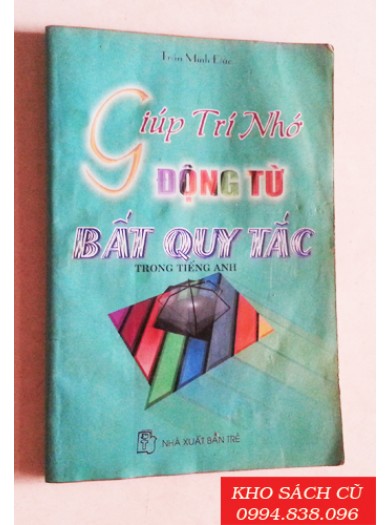 Trần Minh Đức
Giúp Trí Nhớ
ĐỘNG TỪ
BẤT QUY TẮC
TRONG TIẾNG ANH
NHÀ XUẤT BẢN TRẺ
KHO SÁCH CŨ
0994.838.096